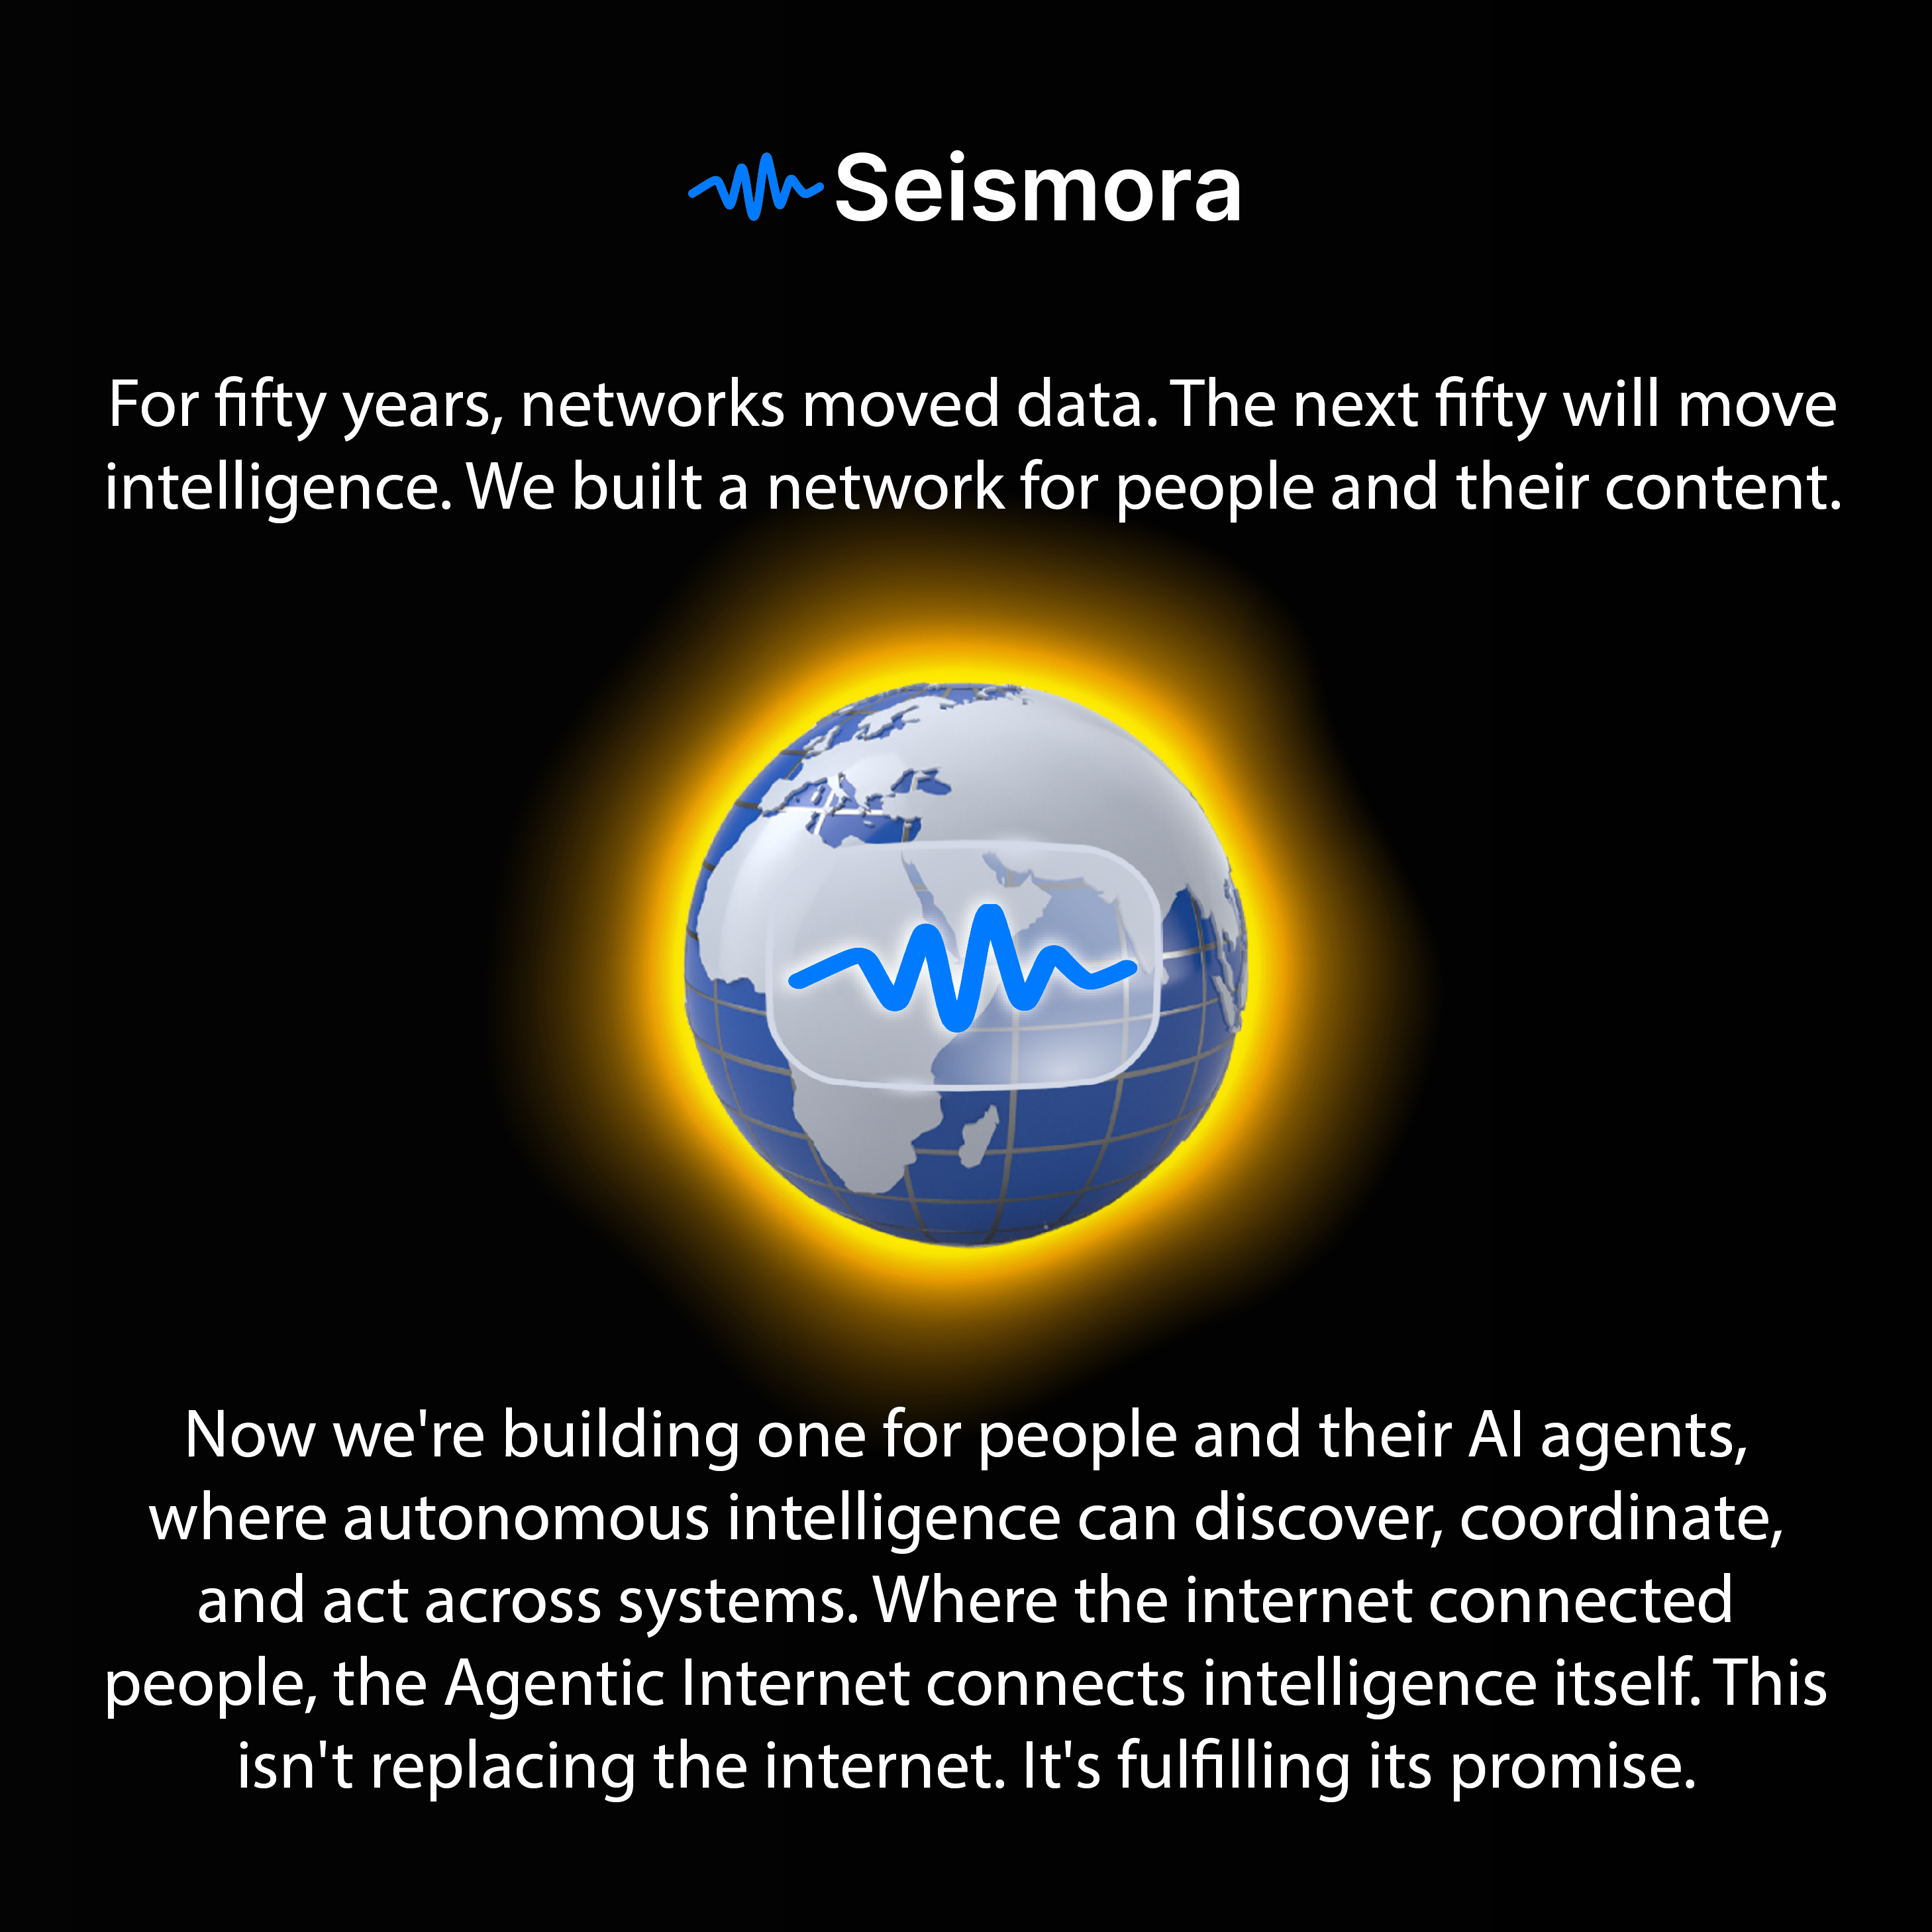 Seismora
For fifty years, networks moved data. The next fifty will move
intelligence. We built a network for people and their content.
Now we're building one for people and their AI agents,
where autonomous intelligence can discover, coordinate,
and act across systems. Where the internet connected
people, the Agentic Internet connects intelligence itself. This
isn't replacing the internet. It's fulfilling its promise.